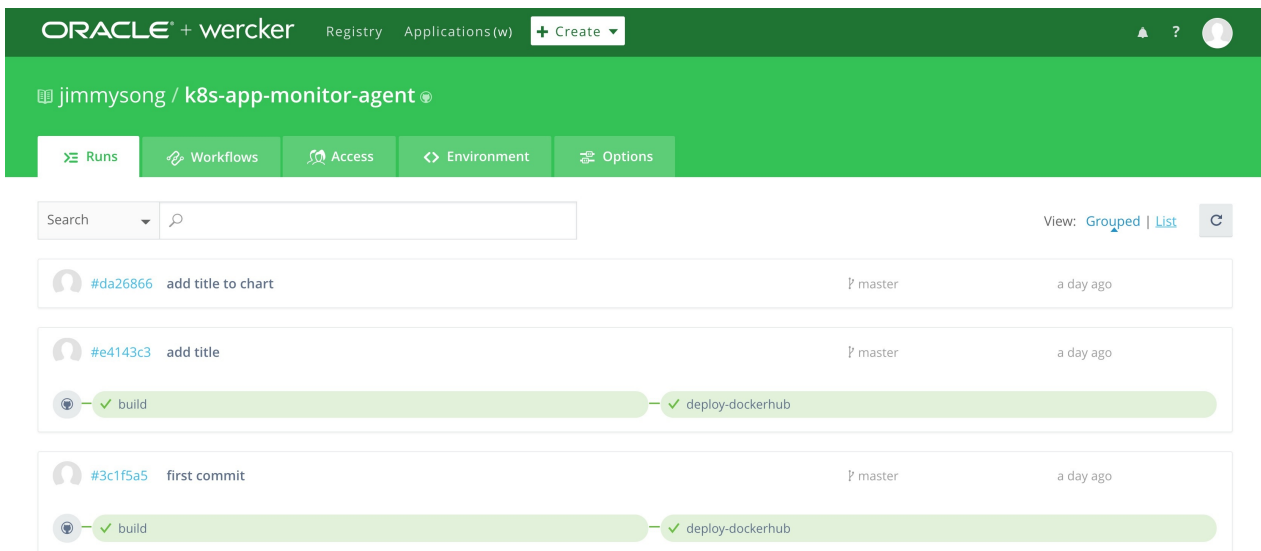 ORACLE® + wercker Registry Applications(w) + Create ?
jimmysong / k8s-app-monitor-agent
Runs Workflows Access Environment Options
Search View: Grouped | List
#da26866 add title to chart master a day ago
#e4143c3 add title master a day ago
build deploy-dockerhub
#3c1f5a5 first commit master a day ago
build deploy-dockerhub